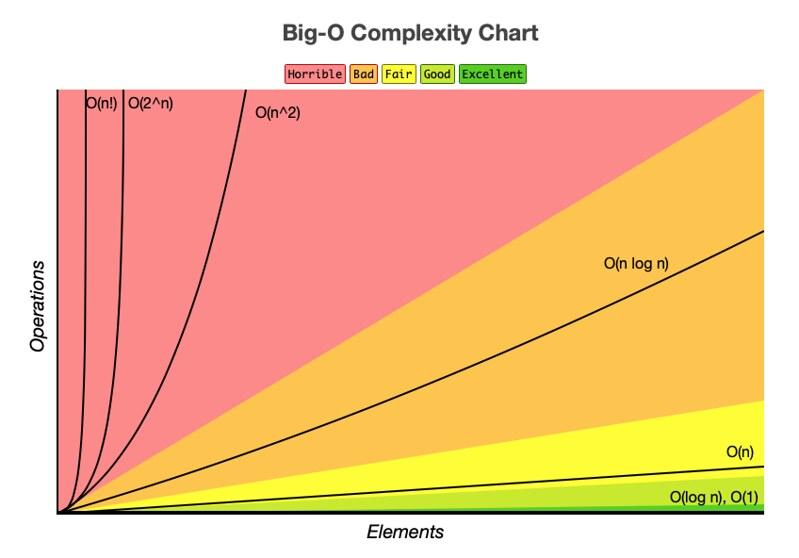 Big-O Complexity Chart
Horrible Bad Fair Good Excellent
O(n!) O(2^n)
O(n^2)
O(n log n)
O(n)
O(log n), O(1)
Operations
Elements